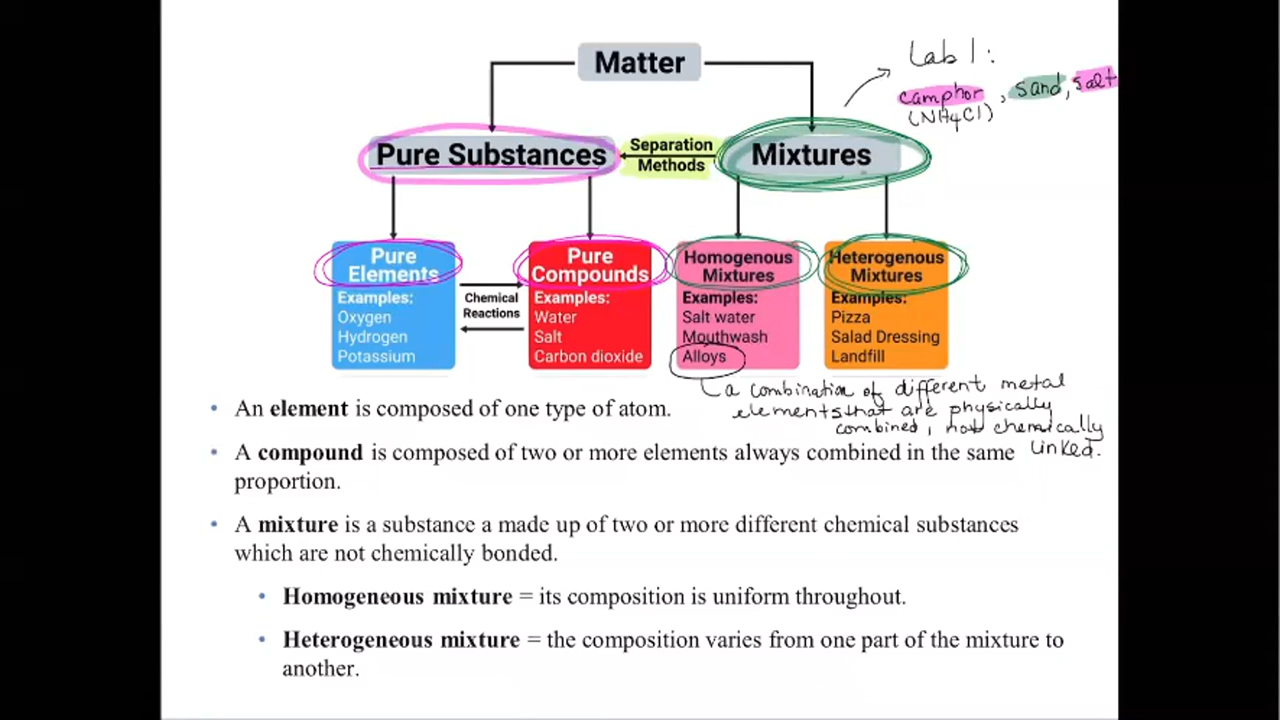 Matter
Lab 1:
camphor, sand, salt
(NH4Cl)
Pure Substances
Separation
Methods
Mixtures
Pure
Elements
Examples:
Oxygen
Hydrogen
Potassium
Chemical
Reactions
Pure
Compounds
Examples:
Water
Salt
Carbon dioxide
Homogenous
Mixtures
Examples:
Salt water
Mouthwash
Alloys
Heterogenous
Mixtures
Examples:
Pizza
Salad Dressing
Landfill
a combination of different metal
elements that are physically
combined, not chemically
linked.
• An element is composed of one type of atom.
• A compound is composed of two or more elements always combined in the same
proportion.
• A mixture is a substance a made up of two or more different chemical substances
which are not chemically bonded.
• Homogeneous mixture = its composition is uniform throughout.
• Heterogeneous mixture = the composition varies from one part of the mixture to
another.